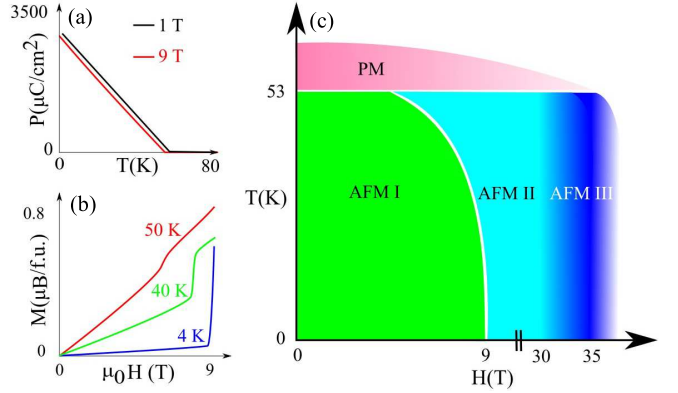 (a)
3500
1 T
9 T
P(μC/cm²)
0
0
T(K)
80
(b)
0.8
50 K
M(μB/f.u.)
40 K
4 K
0
0
μ₀H (T)
9
(c)
PM
53
AFM I
AFM II
AFM III
T(K)
0
0
9
30
35
H(T)